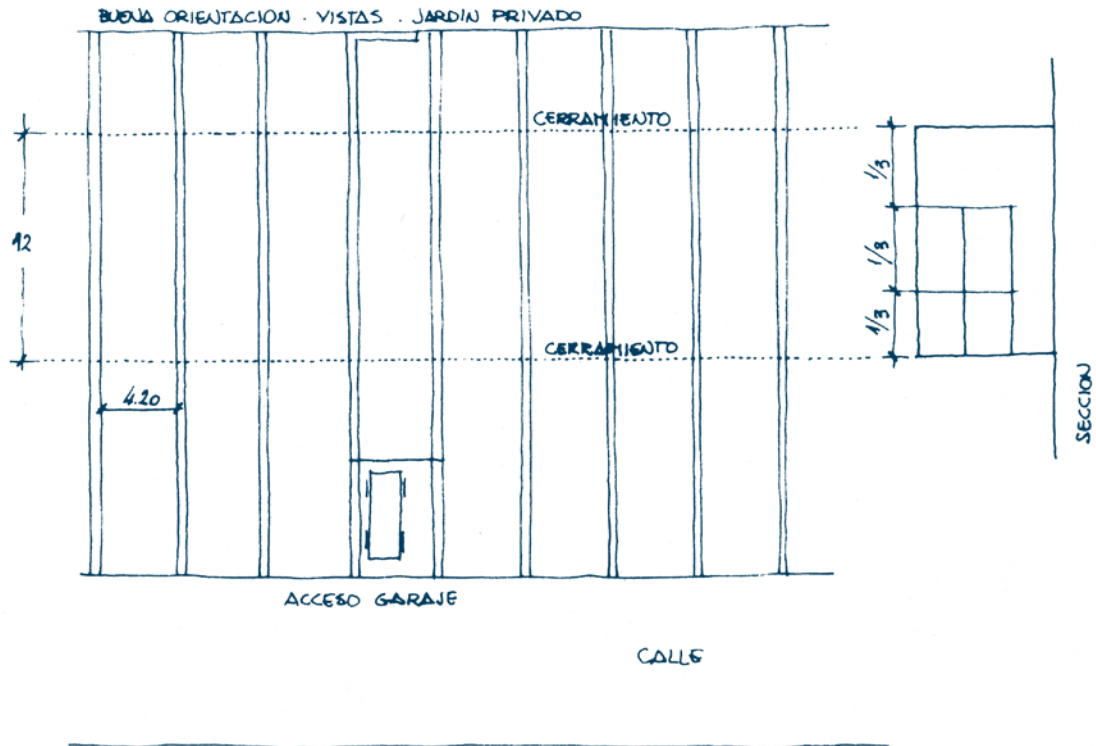 BUENA ORIENTACION . VISTAS . JARDIN PRIVADO
CERRAMIENTO
1/3
12
1/3
1/3
CERRAMIENTO
4.20
SECCION
ACCESO GARAJE
CALLE